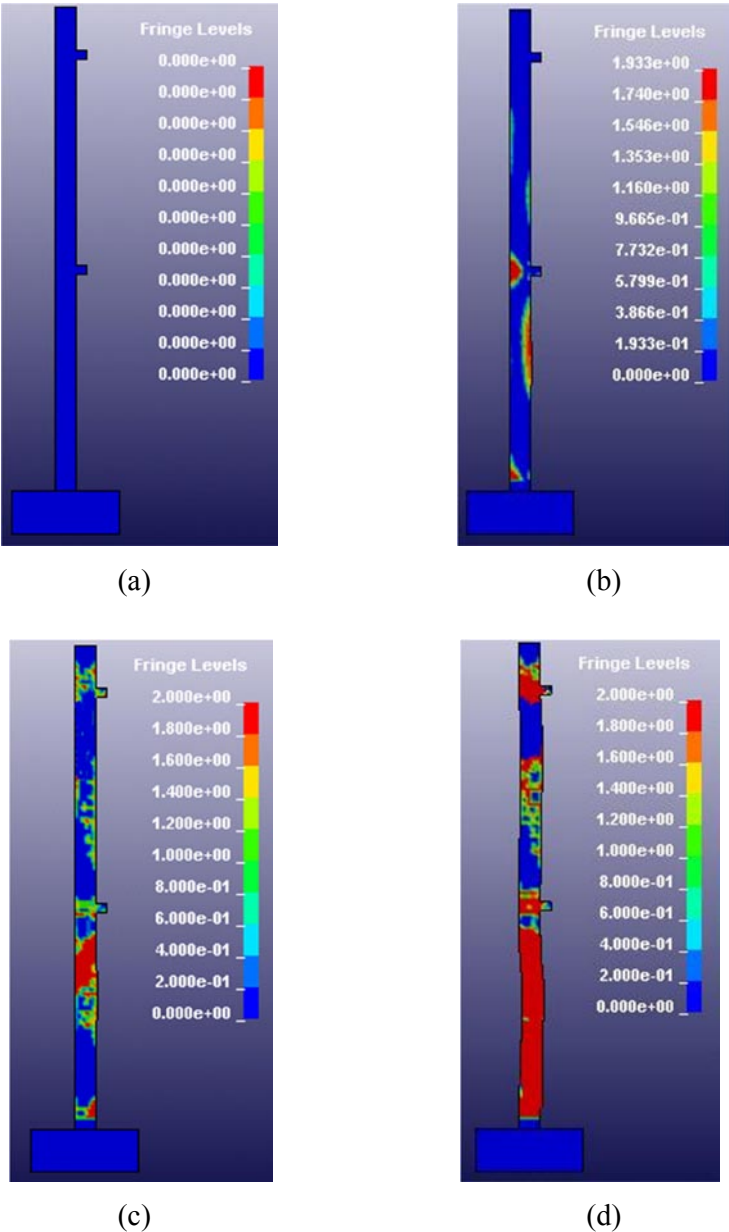 Fringe Levels
0.000e+00
0.000e+00
0.000e+00
0.000e+00
0.000e+00
0.000e+00
0.000e+00
0.000e+00
0.000e+00
0.000e+00
0.000e+00
(a)
Fringe Levels
1.933e+00
1.740e+00
1.546e+00
1.353e+00
1.160e+00
9.665e-01
7.732e-01
5.799e-01
3.866e-01
1.933e-01
0.000e+00
(b)
Fringe Levels
2.000e+00
1.800e+00
1.600e+00
1.400e+00
1.200e+00
1.000e+00
8.000e-01
6.000e-01
4.000e-01
2.000e-01
0.000e+00
(c)
Fringe Levels
2.000e+00
1.800e+00
1.600e+00
1.400e+00
1.200e+00
1.000e+00
8.000e-01
6.000e-01
4.000e-01
2.000e-01
0.000e+00
(d)